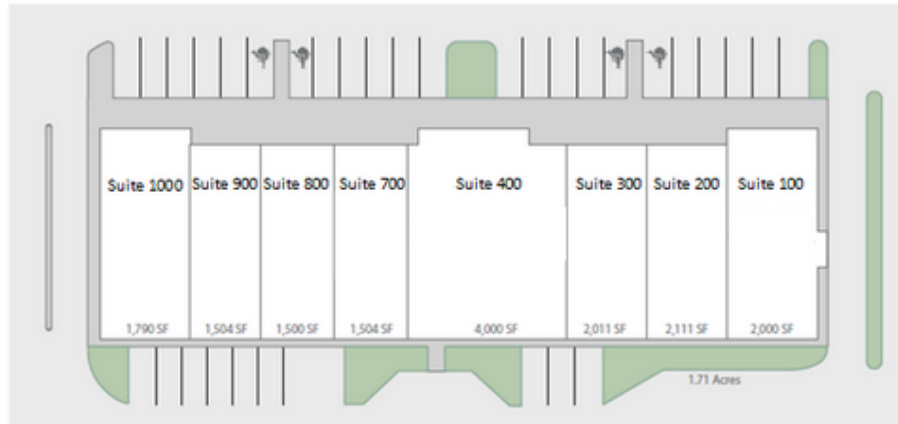 Suite 1000
Suite 900
Suite 800
Suite 700
Suite 400
Suite 300
Suite 200
Suite 100
1,790 SF
1,504 SF
1,500 SF
1,504 SF
4,000 SF
2,011 SF
2,111 SF
2,000 SF
1.71 Acres